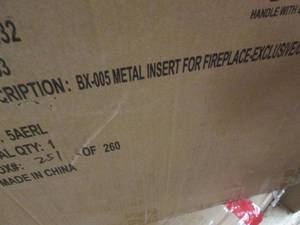 HANDLE WITH
32
3
CRIPTION: BX-005 METAL INSERT FOR FIREPLACE-EXCLUSIVE
: 5AERL
AL QTY: 1
OX#: 251 OF 260
MADE IN CHINA